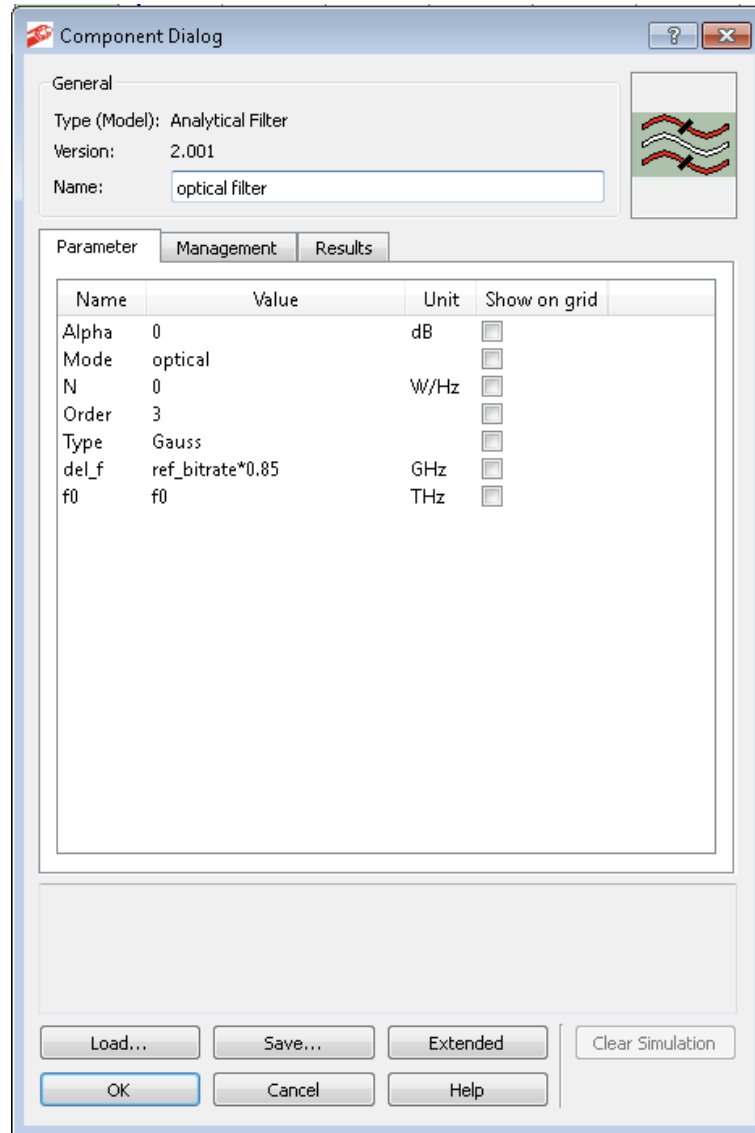 Component Dialog
General
Type (Model): Analytical Filter
Version: 2.001
Name: optical filter
Parameter Management Results
Name Value Unit Show on grid
Alpha 0 dB
Mode optical
N 0 W/Hz
Order 3
Type Gauss
del_f ref_bitrate*0.85 GHz
f0 f0 THz
Load... Save... Extended Clear Simulation
OK Cancel Help